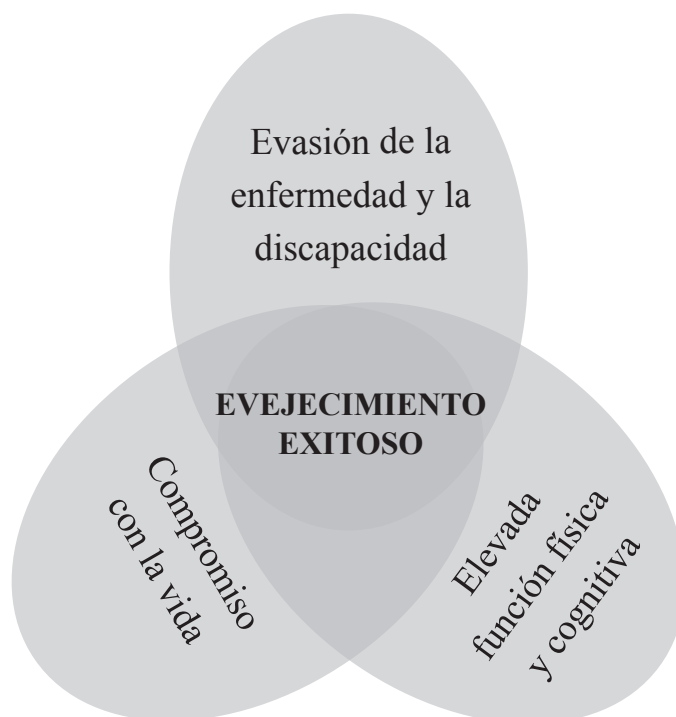 Evasión de la
enfermedad y la
discapacidad
EVEJECIMIENTO
EXITOSO
Compromiso
con la vida
Elevada
función física
y cognitiva